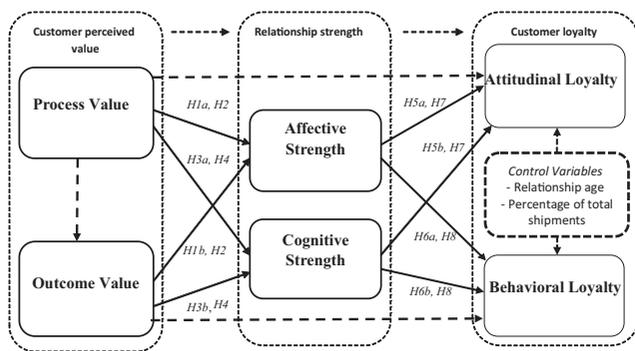 Customer perceived
value
Relationship strength
Customer loyalty
Process Value
Attitudinal Loyalty
H1a, H2
H5a, H7
Affective
Strength
H3a, H4
H5b, H7
Control Variables
- Relationship age
- Percentage of total
shipments
Cognitive
Strength
H1b, H2
H6a, H8
Outcome Value
Behavioral Loyalty
H3b, H4
H6b, H8